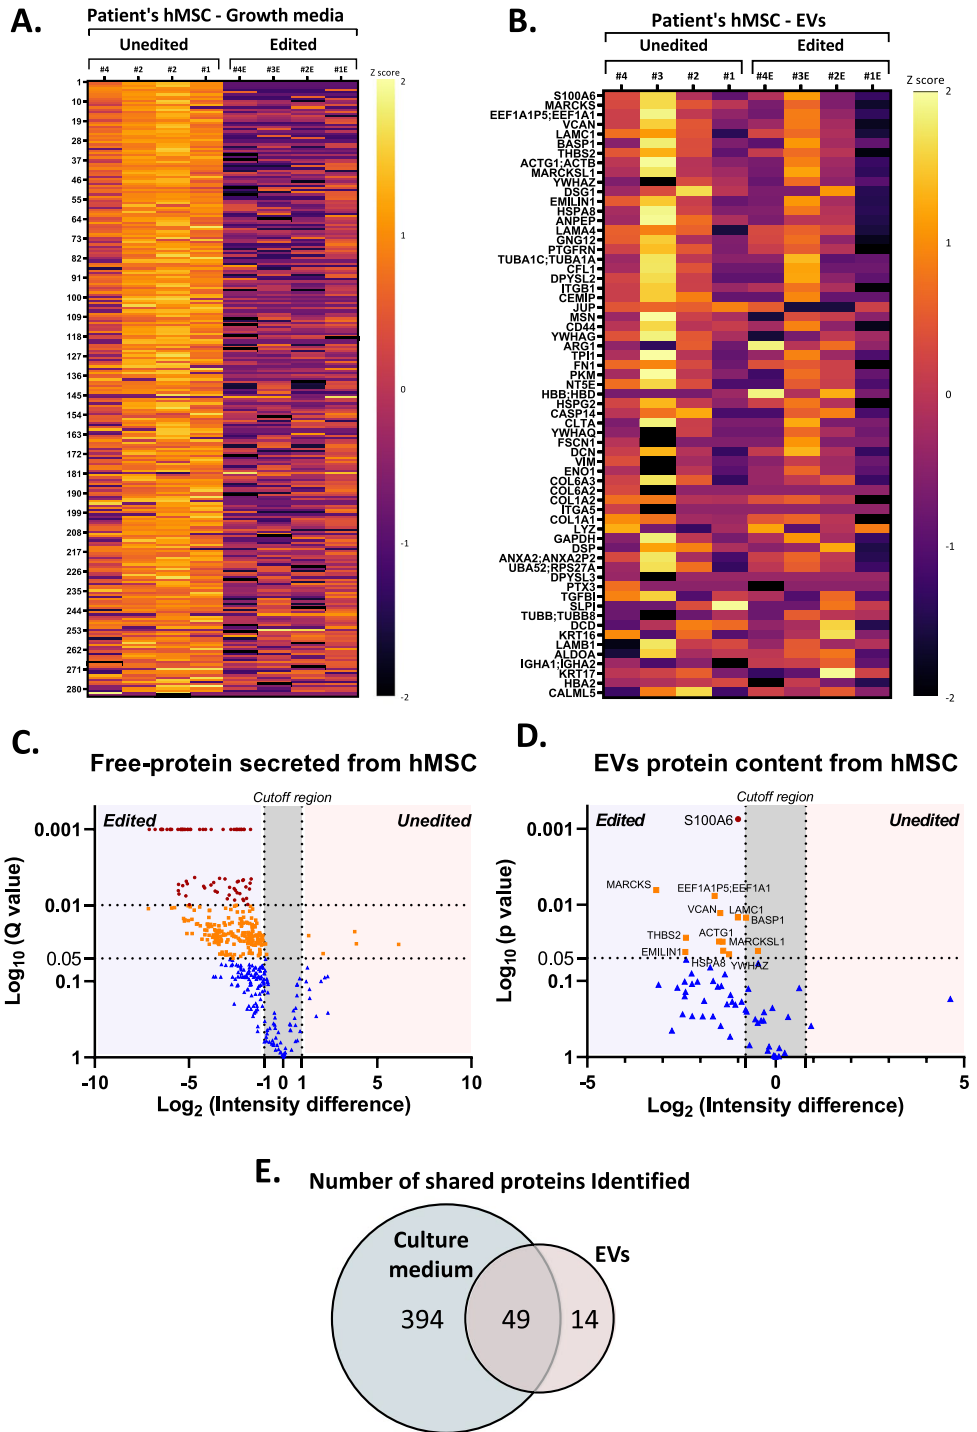 A.
Patient's hMSC - Growth media
Unedited Edited
#4 #2 #2 #1 #4E #3E #2E #1E
Z score
1
10
19
28
37
46
55
64
73
82
91
100
109
118
127
136
145
154
163
172
181
190
199
208
217
226
235
244
253
262
271
280
2
1
0
-1
-2
B.
Patient's hMSC - EVs
Unedited Edited
#4 #3 #2 #1 #4E #3E #2E #1E
Z score
S100A6
MARCKS
EEF1A1P5;EEF1A1
VCAN
LAMC1
BASP1
THBS2
ACTG1;ACTB
MARCKSL1
YWHAZ
DSG1
EMILIN1
HSPA8
ANPEP
LAMA4
GNG12
PTGFRN
TUBA1C;TUBA1A
CFL1
DPYSL2
ITGB1
CEMIP
JUP
MSN
CD44
YWHAG
ARG1
TPI1
FN1
PKM
NT5E
HBB;HBD
HSPG2
CASP14
CLTA
YWHAQ
FSCN1
DCN
VIM
ENO1
COL6A3
COL6A2
COL1A2
ITGA5
COL1A1
LYZ
GAPDH
DSP
ANXA2;ANXA2P2
UBA52;RPS27A
DPYSL3
PTX3
TGFBI
SLPI
TUBB;TUBB8
DCD
KRT16
LAMB1
ALDOA
IGHA1;IGHA2
KRT17
HBA2
CALML5
2
1
0
-1
-2
C.
Free-protein secreted from hMSC
Cutoff region
Edited Unedited
Log10 (Q value)
0.001
0.01
0.05
0.1
1
-10 -5 -1 0 1 5 10
Log2 (Intensity difference)
D.
EVs protein content from hMSC
Cutoff region
Edited Unedited
Log10 (p value)
0.001
0.01
0.05
0.1
1
S100A6
MARCKS
EEF1A1P5;EEF1A1
VCAN LAMC1
BASP1
THBS2 ACTG1
MARCKSL1
EMILIN1
HSPA8 YWHAZ
-5 0 5
Log2 (Intensity difference)
E.
Number of shared proteins Identified
Culture
medium
EVs
394 49 14